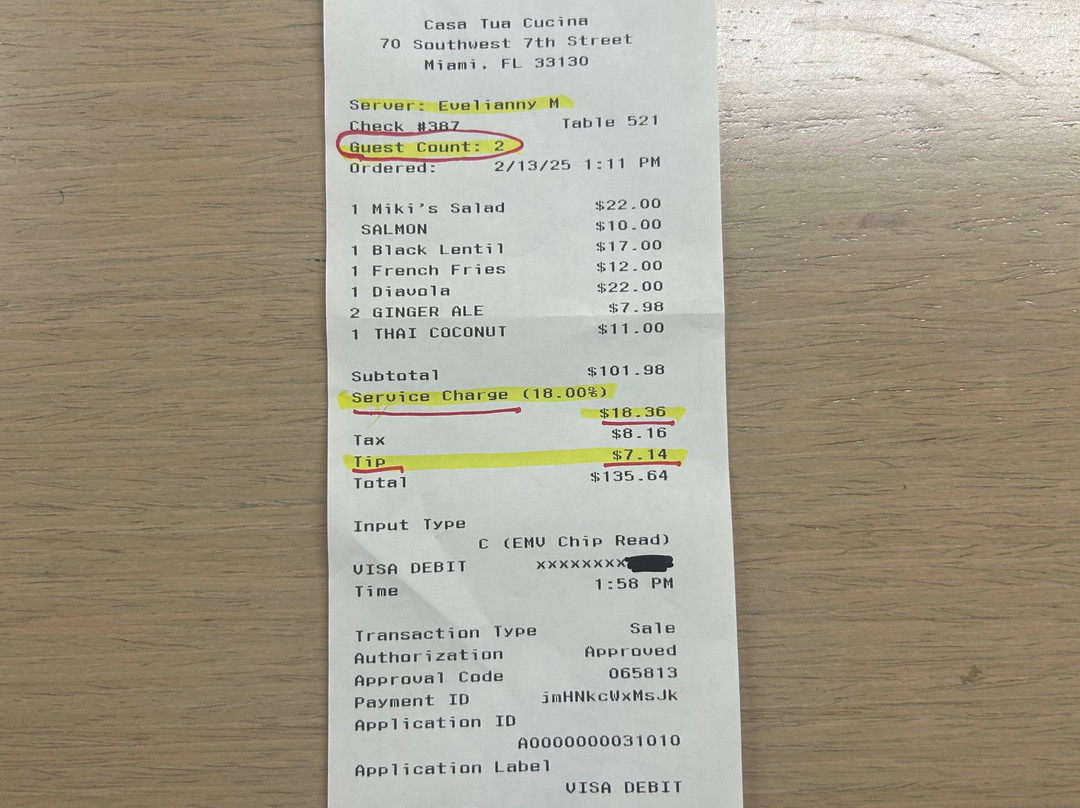 Casa Tua Cucina
70 Southwest 7th Street
Miami, FL 33130
Server: Evelianny M
Check #387 Table 521
Guest Count: 2
Ordered: 2/13/25 1:11 PM
1 Miki's Salad $22.00
SALMON $10.00
1 Black Lentil $17.00
1 French Fries $12.00
1 Diavola $22.00
2 GINGER ALE $7.98
1 THAI COCONUT $11.00
Subtotal $101.98
Service Charge (18.00%)
$18.36
Tax $8.16
Tip $7.14
Total $135.64
Input Type
C (EMV Chip Read)
VISA DEBIT xxxxxxxx
Time 1:58 PM
Transaction Type Sale
Authorization Approved
Approval Code 065813
Payment ID jmHNkcWxMsJk
Application ID
A0000000031010
Application Label
VISA DEBIT